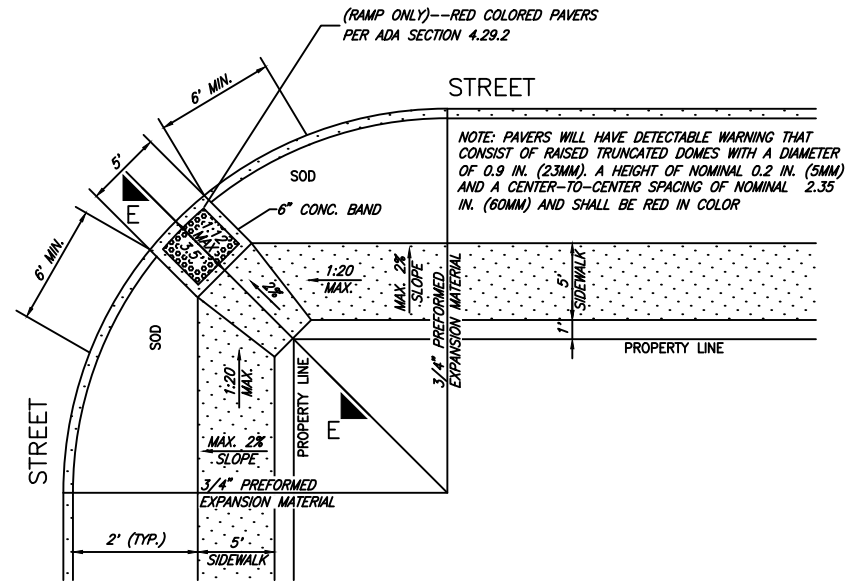 (RAMP ONLY)--RED COLORED PAVERS
PER ADA SECTION 4.29.2
6' MIN.
STREET
5'
NOTE: PAVERS WILL HAVE DETECTABLE WARNING THAT
CONSIST OF RAISED TRUNCATED DOMES WITH A DIAMETER
OF 0.9 IN. (23MM). A HEIGHT OF NOMINAL 0.2 IN. (5MM)
AND A CENTER-TO-CENTER SPACING OF NOMINAL 2.35
IN. (60MM) AND SHALL BE RED IN COLOR
SOD
E
6" CONC. BAND
1:12
MAX.
3.5'
6' MIN.
2%
1:20
MAX.
MAX. 2%
SLOPE
5'
SIDEWALK
1"
SOD
3/4" PREFORMED
EXPANSION MATERIAL
PROPERTY LINE
1:20
MAX.
PROPERTY LINE
E
STREET
MAX. 2%
SLOPE
3/4" PREFORMED
EXPANSION MATERIAL
2' (TYP.)
5'
SIDEWALK